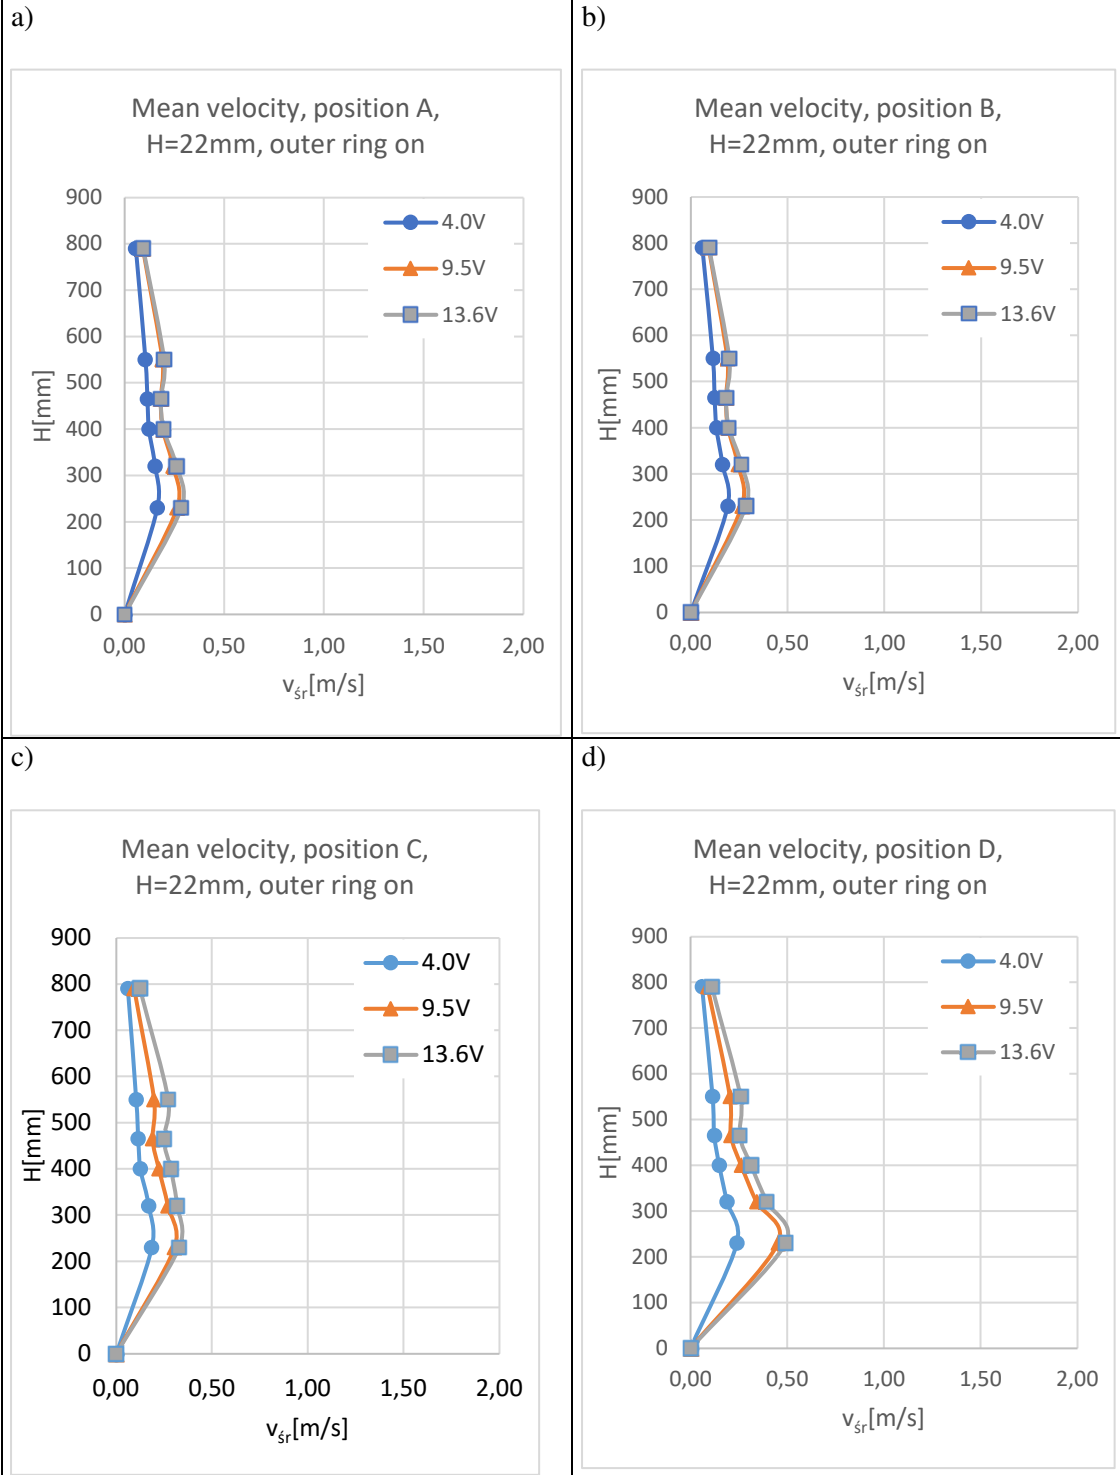 a)
Mean velocity, position A,
H=22mm, outer ring on
900
800
700
600
500
400
300
200
100
0
H[mm]
4.0V
9.5V
13.6V
0,00 0,50 1,00 1,50 2,00
v_śr[m/s]
b)
Mean velocity, position B,
H=22mm, outer ring on
900
800
700
600
500
400
300
200
100
0
H[mm]
4.0V
9.5V
13.6V
0,00 0,50 1,00 1,50 2,00
v_śr[m/s]
c)
Mean velocity, position C,
H=22mm, outer ring on
900
800
700
600
500
400
300
200
100
0
H[mm]
4.0V
9.5V
13.6V
0,00 0,50 1,00 1,50 2,00
v_śr[m/s]
d)
Mean velocity, position D,
H=22mm, outer ring on
900
800
700
600
500
400
300
200
100
0
H[mm]
4.0V
9.5V
13.6V
0,00 0,50 1,00 1,50 2,00
v_śr[m/s]